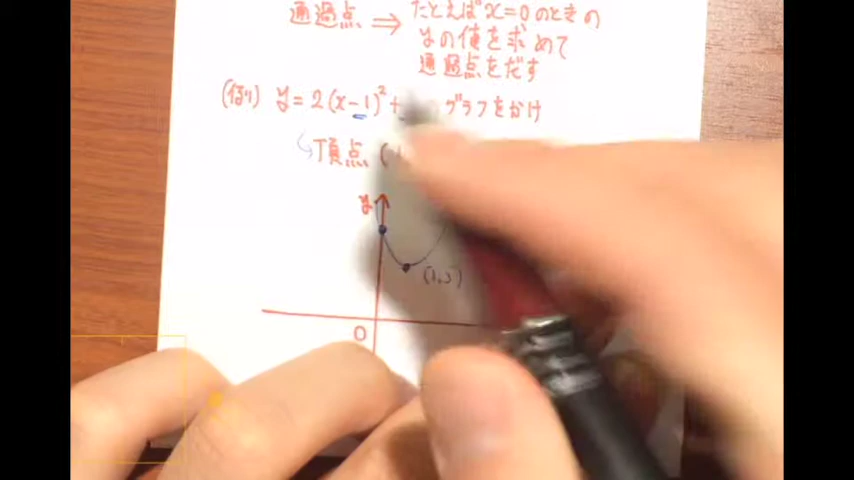 通過点 ⇒ たとえば x=0 のときの
yの値を求めて
通過点をだす
(例) y = 2(x-1)²+ グラフをかけ
頂点 (
y
(1,3)
O